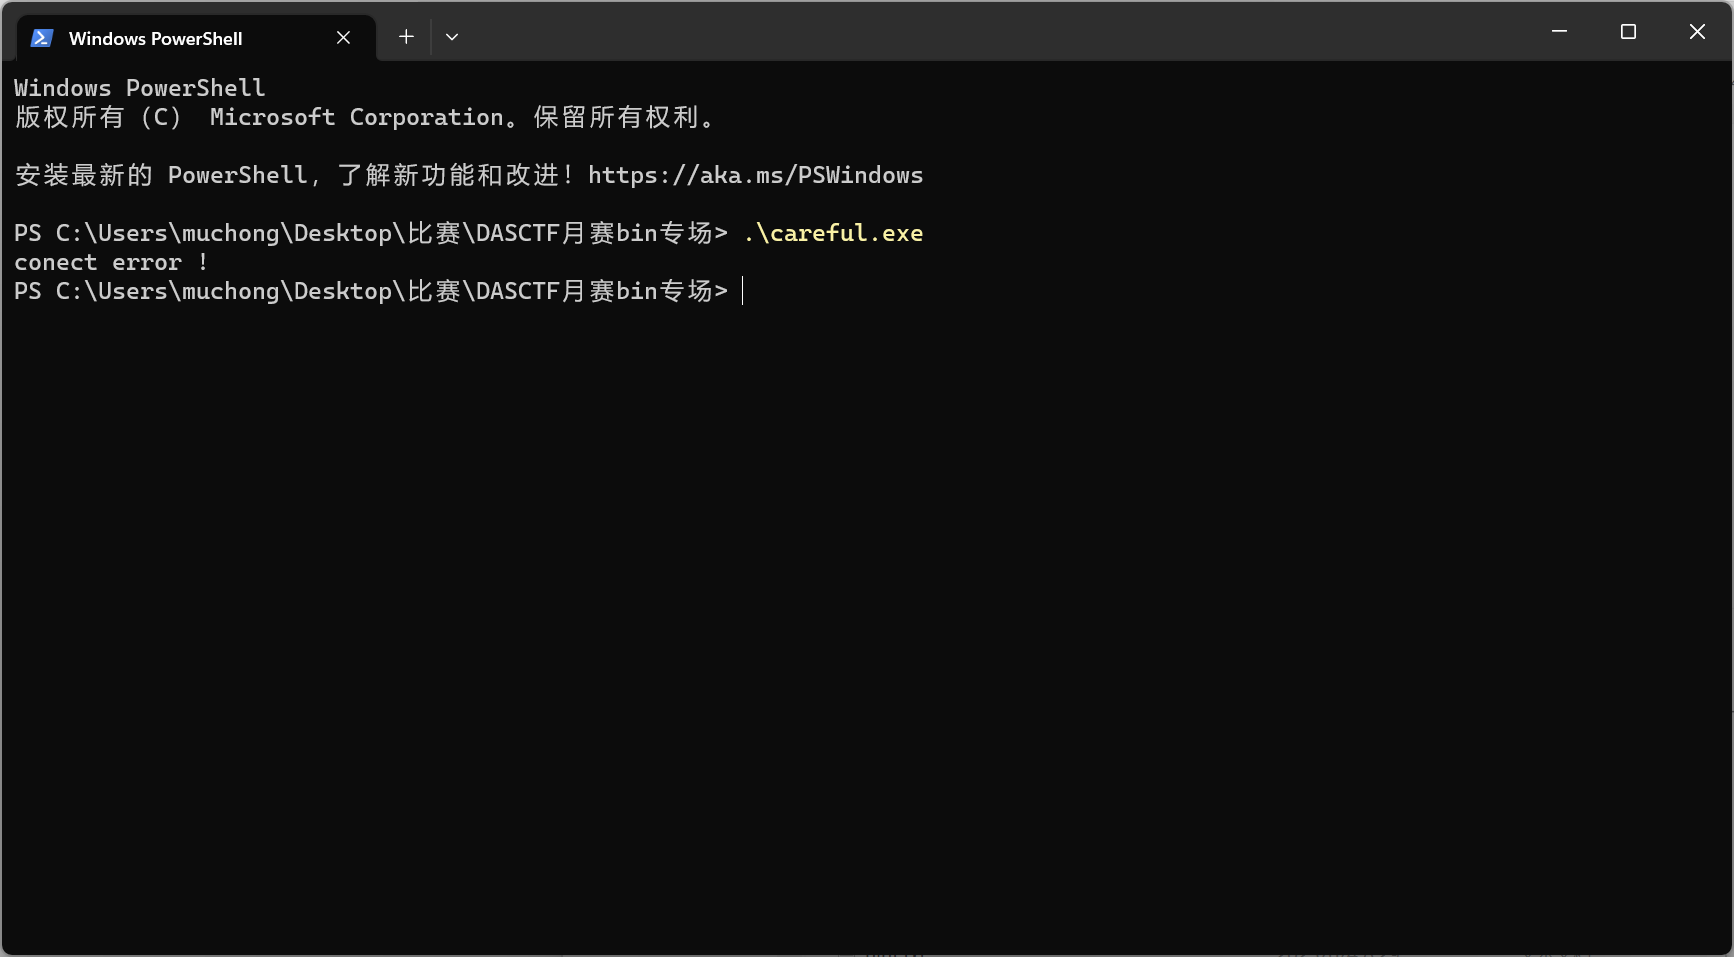 Windows PowerShell
Windows PowerShell
版权所有（C） Microsoft Corporation。保留所有权利。
安装最新的 PowerShell，了解新功能和改进！https://aka.ms/PSWindows
PS C:\Users\muchong\Desktop\比赛\DASCTF月赛bin专场> .\careful.exe
conect error !
PS C:\Users\muchong\Desktop\比赛\DASCTF月赛bin专场>